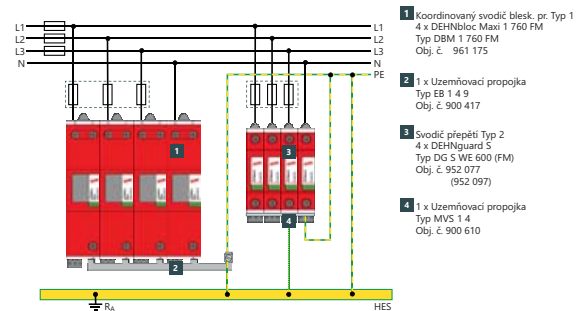 L1
L2
L3
N
L1
L2
L3
N
PE
1
2
3
4
RA
HES
1 Koordinovaný svodič blesk. pr. Typ 1
4 x DEHNbloc Maxi 1 760 FM
Typ DBM 1 760 FM
Obj. č. 961 175
2 1 x Uzemňovací propojka
Typ EB 1 4 9
Obj. č. 900 417
3 Svodič přepětí Typ 2
4 x DEHNguard S
Typ DG S WE 600 (FM)
Obj. č. 952 077
(952 097)
4 1 x Uzemňovací propojka
Typ MVS 1 4
Obj. č. 900 610